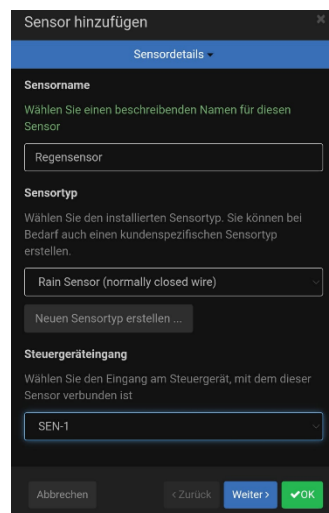 Sensor hinzufügen ×
Sensordetails
Sensorname
Wählen Sie einen beschreibenden Namen für diesen
Sensor
Regensensor
Sensortyp
Wählen Sie den installierten Sensortyp. Sie können bei
Bedarf auch einen kundenspezifischen Sensortyp
erstellen.
Rain Sensor (normally closed wire)
Neuen Sensortyp erstellen ...
Steuergeräteingang
Wählen Sie den Eingang am Steuergerät, mit dem dieser
Sensor verbunden ist
SEN-1
Abbrechen ‹ Zurück Weiter › ✔OK